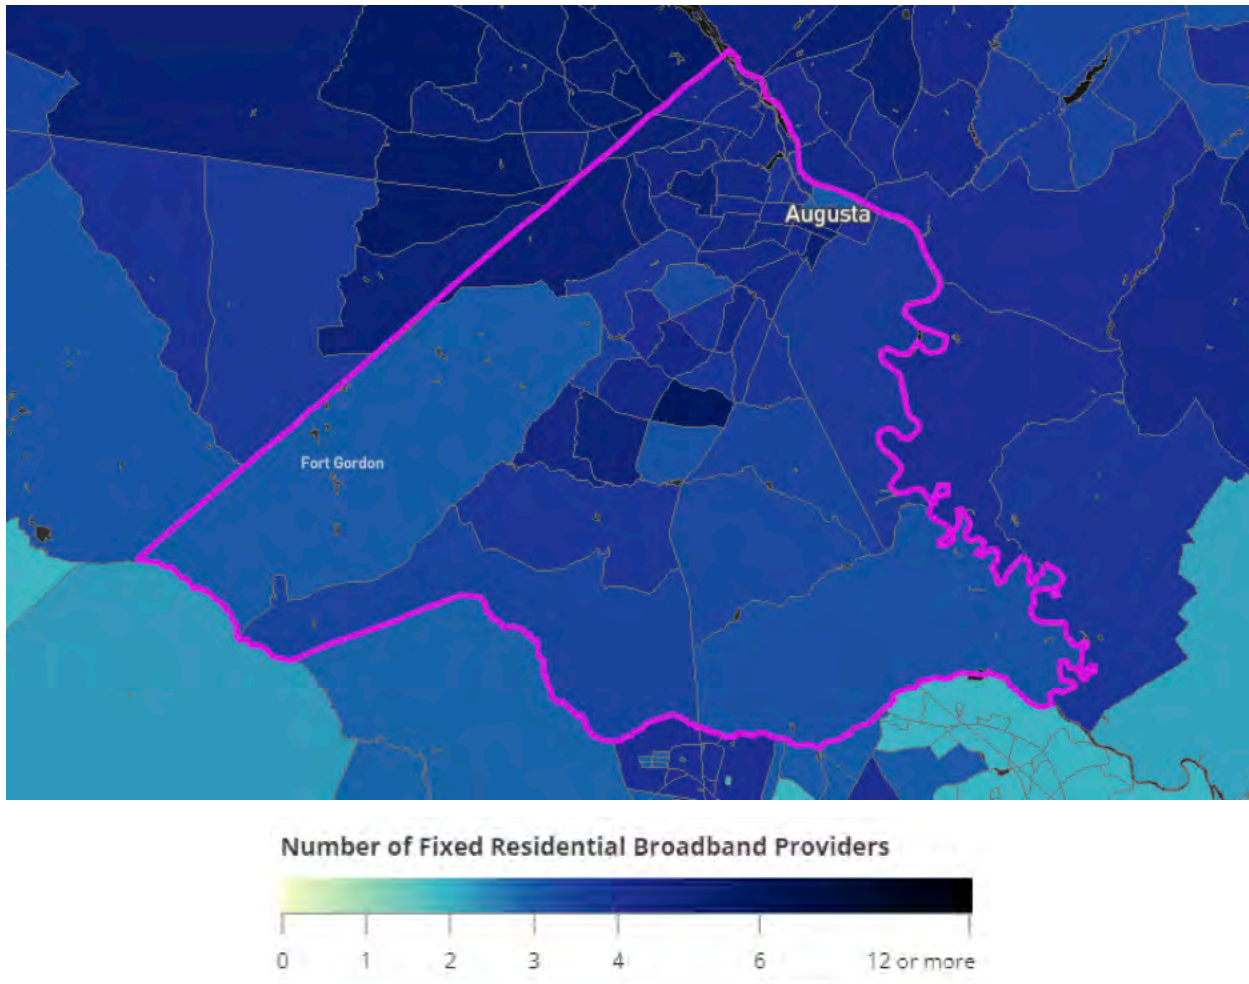 Augusta
Fort Gordon
Number of Fixed Residential Broadband Providers
0 1 2 3 4 6 12 or more